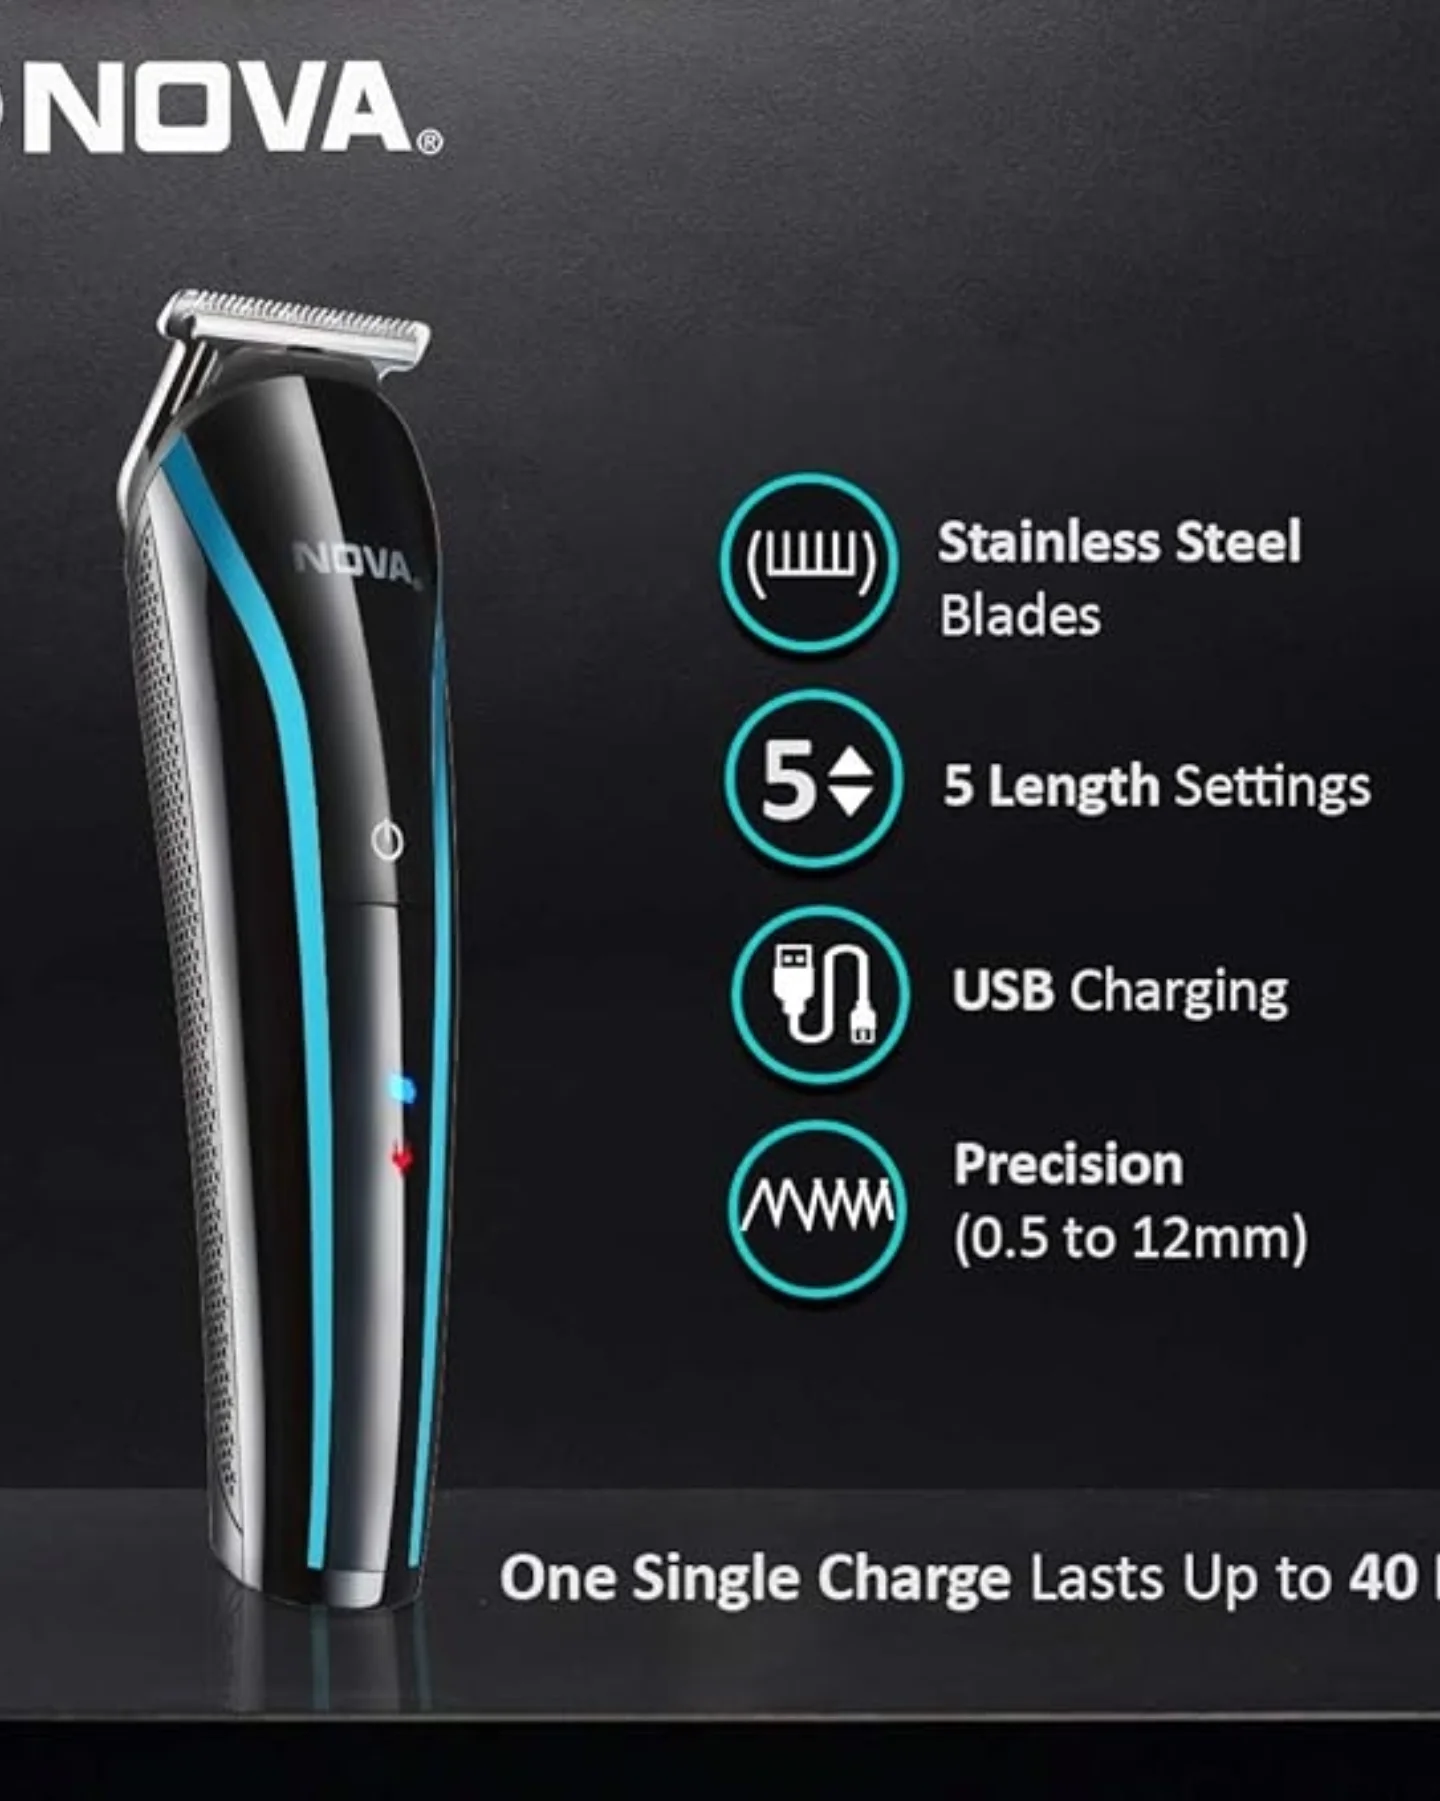 NOVA®
NOVA
Stainless Steel
Blades
5
5 Length Settings
USB Charging
Precision
(0.5 to 12mm)
One Single Charge Lasts Up to 40